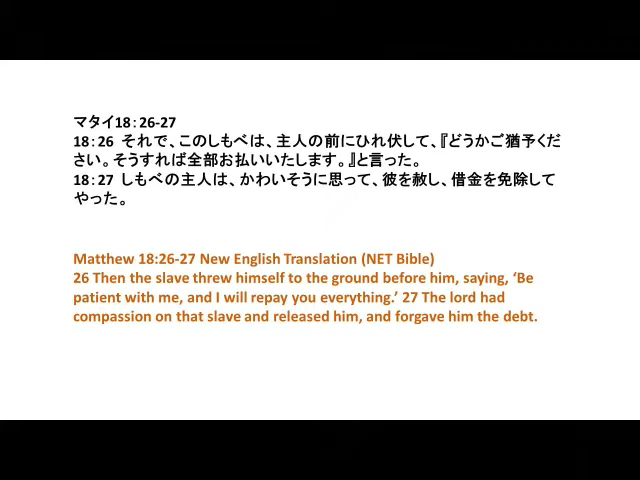 マタイ18：26-27
18：26 それで、このしもべは、主人の前にひれ伏して、『どうかご猶予くだ
さい。そうすれば全部お払いいたします。』と言った。
18：27 しもべの主人は、かわいそうに思って、彼を赦し、借金を免除して
やった。
Matthew 18:26-27 New English Translation (NET Bible)
26 Then the slave threw himself to the ground before him, saying, ‘Be
patient with me, and I will repay you everything.’ 27 The lord had
compassion on that slave and released him, and forgave him the debt.